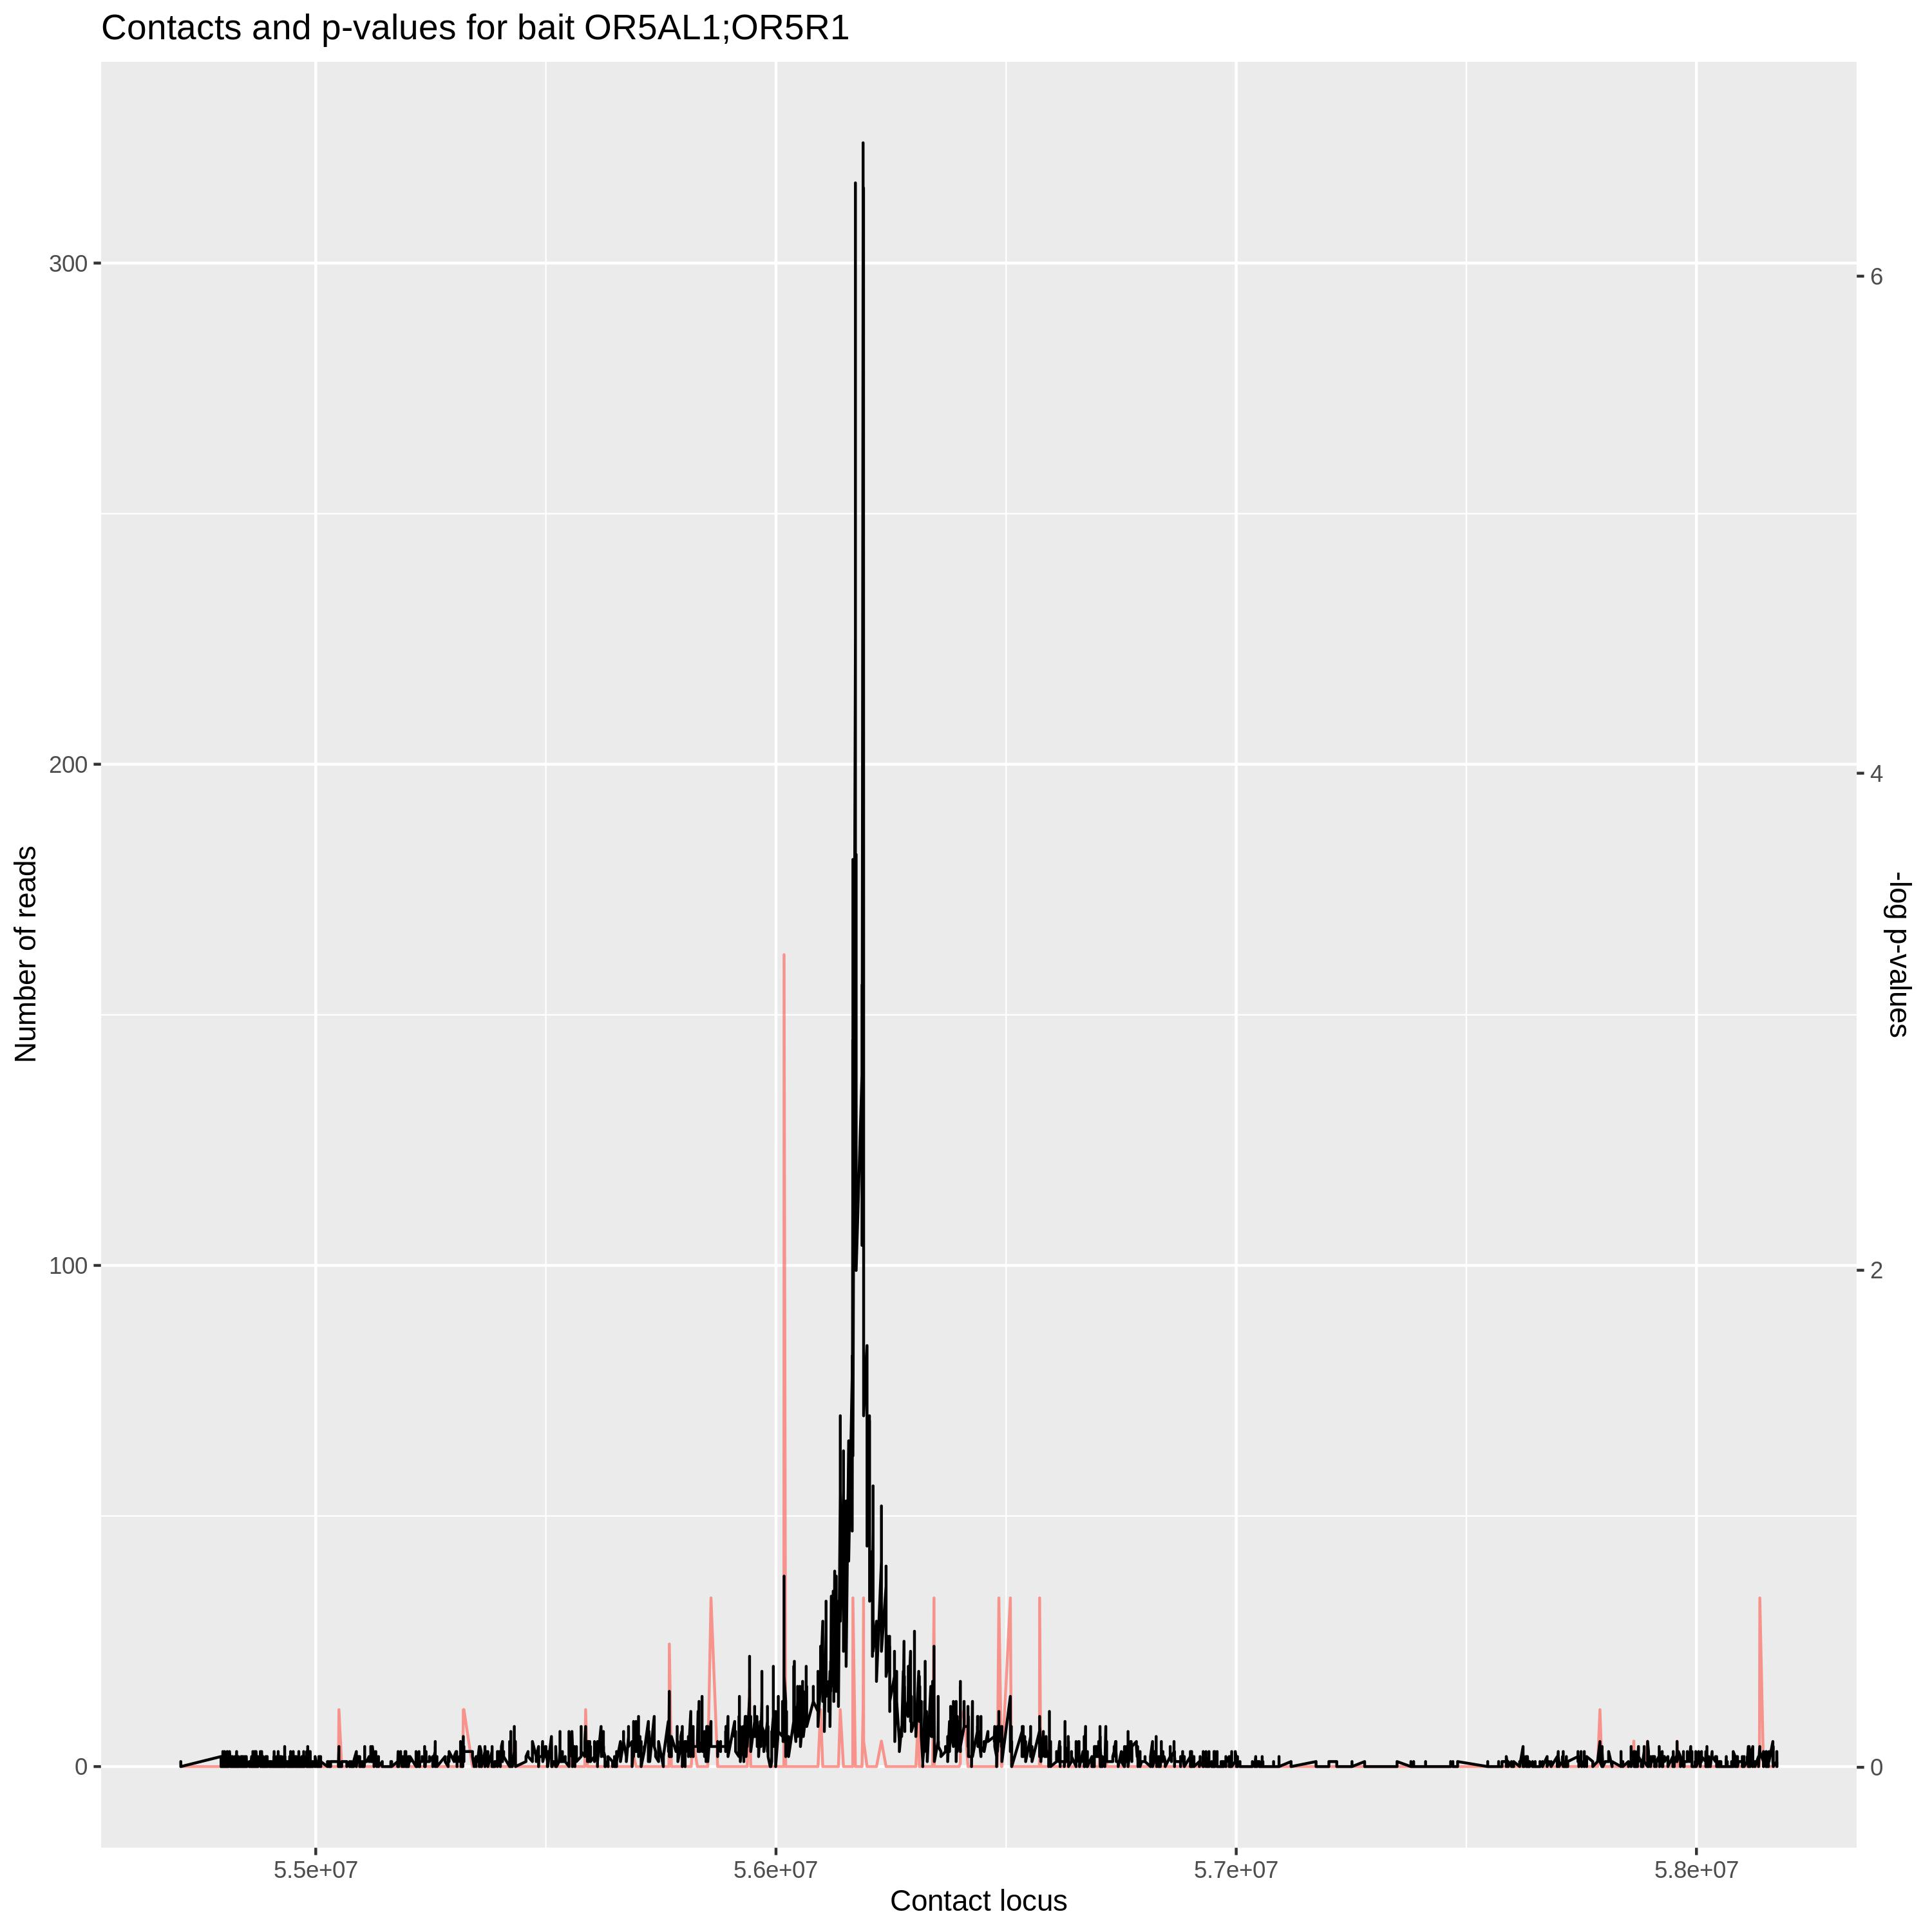 Contacts and p-values for bait OR5AL1;OR5R1
300
200
100
0
Number of reads
6
4
2
0
-log p-values
5.5e+07
5.6e+07
5.7e+07
5.8e+07
Contact locus